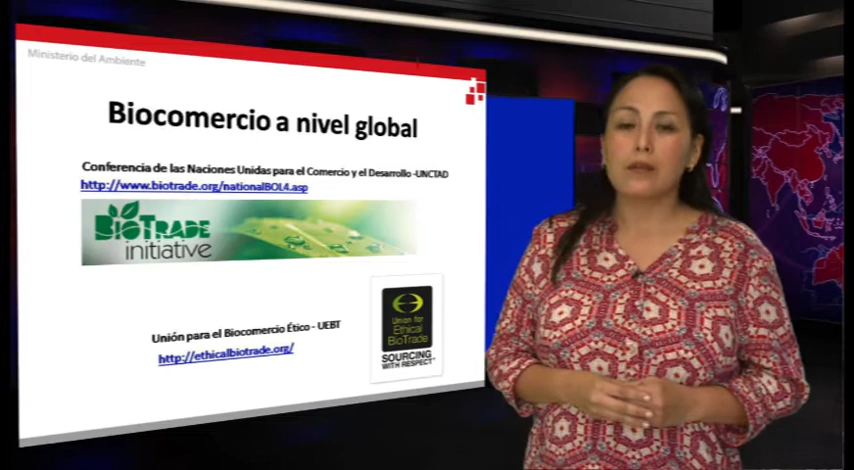 Ministerio del Ambiente
Biocomercio a nivel global
Conferencia de las Naciones Unidas para el Comercio y el Desarrollo -UNCTAD
http://www.biotrade.org/nationalBOL4.asp
BIOTRADE
initiative
Unión para el Biocomercio Ético - UEBT
http://ethicalbiotrade.org/
Union for
Ethical
BioTrade
SOURCING
WITH RESPECT